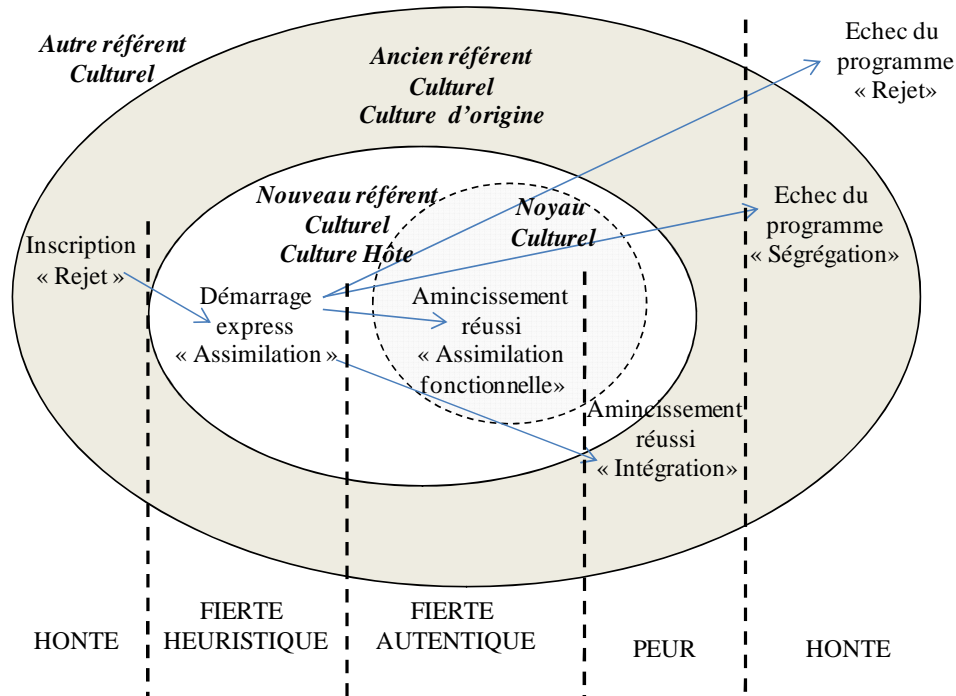 Autre référent
Culturel
Ancien référent
Culturel
Culture d'origine
Echec du
programme
« Rejet»
Nouveau référent
Culturel
Culture Hôte
Noyau
Culturel
Echec du
programme
« Ségrégation»
Inscription
« Rejet »
Démarrage
express
« Assimilation »
Amincissement
réussi
« Assimilation
fonctionnelle»
Amincissement
réussi
« Intégration»
HONTE
FIERTE
HEURISTIQUE
FIERTE
AUTENTIQUE
PEUR
HONTE